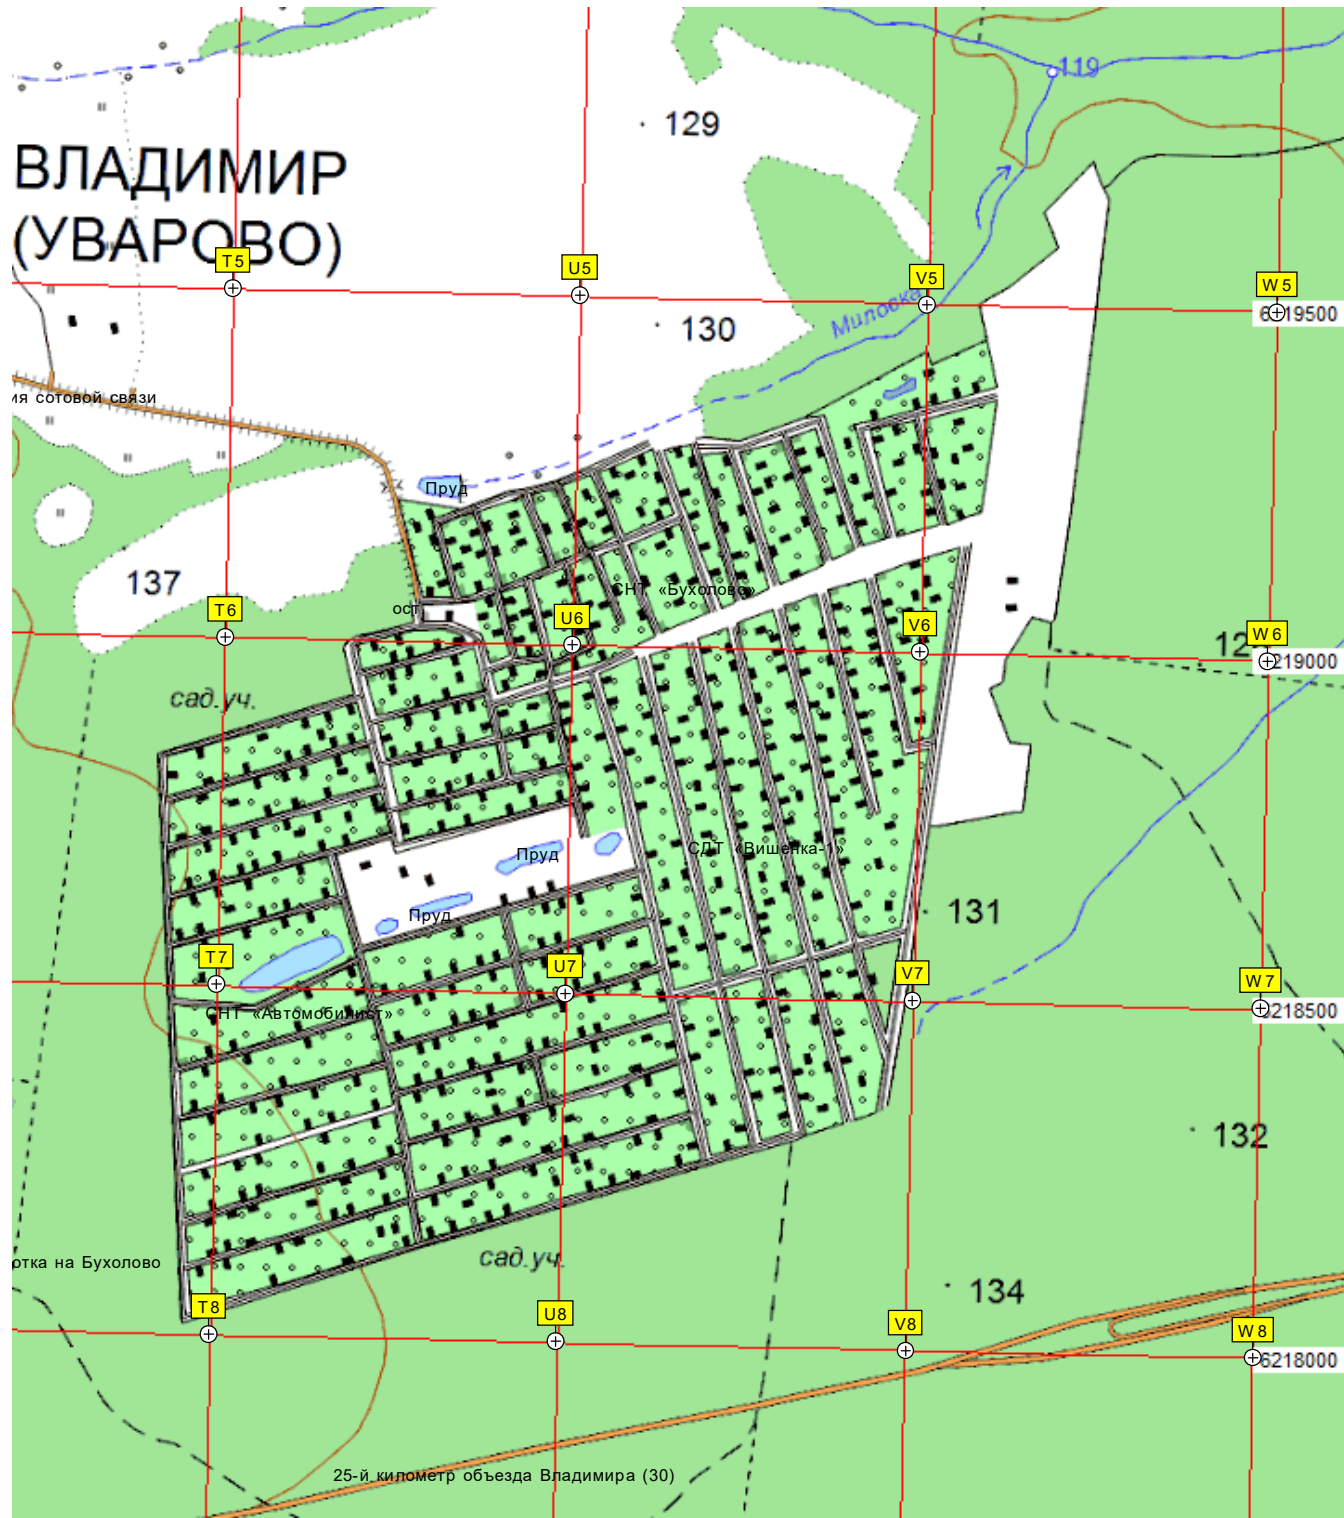 119
129
ВЛАДИМИР
(УВАРОВО)
T5
U5
V5
W5
6219500
Миловка
130
ия сотовой связи
Пруд
137
СНТ «Бухолово»
ост
T6
U6
V6
W6
219000
сад.уч.
СДТ «Вишенка-1»
Пруд
Пруд
131
T7
U7
V7
W7
6218500
СНТ «Автомобилист»
132
сад.уч.
отка на Бухолово
134
T8
U8
V8
W8
6218000
25-й километр объезда Владимира (30)